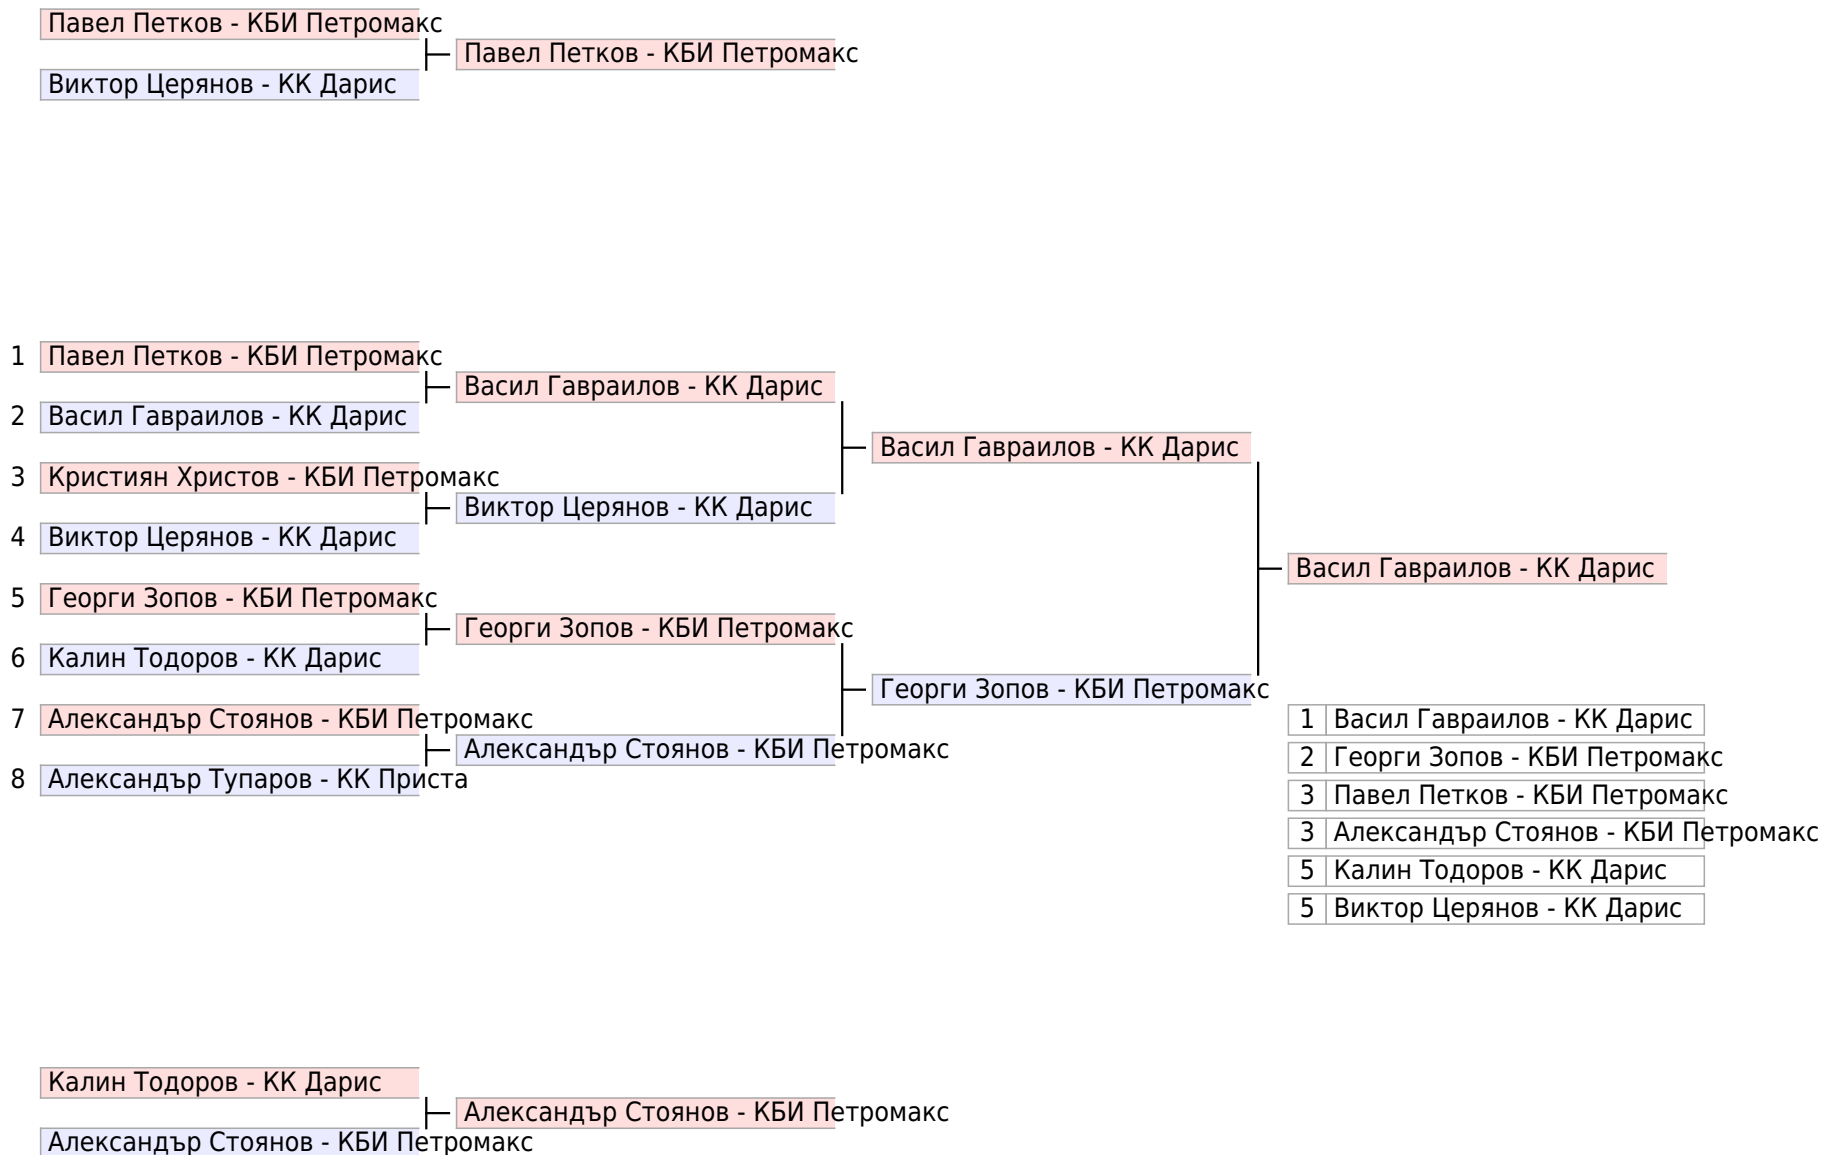 Павел Петков - КБИ Петромакс
Павел Петков - КБИ Петромакс
Виктор Церянов - КК Дарис
1 Павел Петков - КБИ Петромакс
Васил Гавраилов - КК Дарис
2 Васил Гавраилов - КК Дарис
Васил Гавраилов - КК Дарис
3 Кристиян Христов - КБИ Петромакс
Виктор Церянов - КК Дарис
4 Виктор Церянов - КК Дарис
Васил Гавраилов - КК Дарис
5 Георги Зопов - КБИ Петромакс
Георги Зопов - КБИ Петромакс
6 Калин Тодоров - КК Дарис
Георги Зопов - КБИ Петромакс
7 Александър Стоянов - КБИ Петромакс
Александър Стоянов - КБИ Петромакс
8 Александър Тупаров - КК Приста
1 Васил Гавраилов - КК Дарис
2 Георги Зопов - КБИ Петромакс
3 Павел Петков - КБИ Петромакс
3 Александър Стоянов - КБИ Петромакс
5 Калин Тодоров - КК Дарис
5 Виктор Церянов - КК Дарис
Калин Тодоров - КК Дарис
Александър Стоянов - КБИ Петромакс
Александър Стоянов - КБИ Петромакс